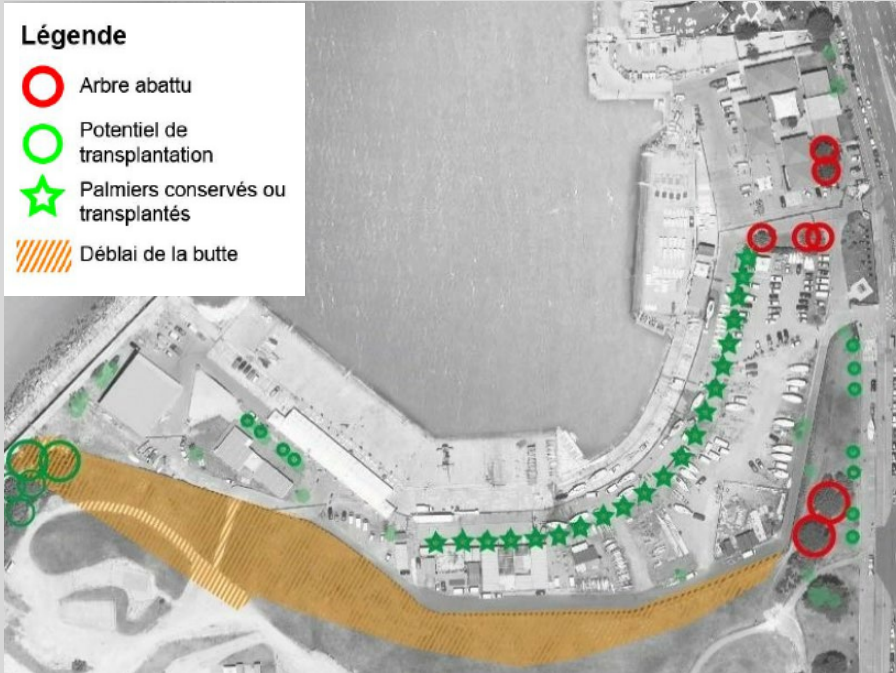 Légende
Arbre abattu
Potentiel de
transplantation
Palmiers conservés ou
transplantés
Déblai de la butte